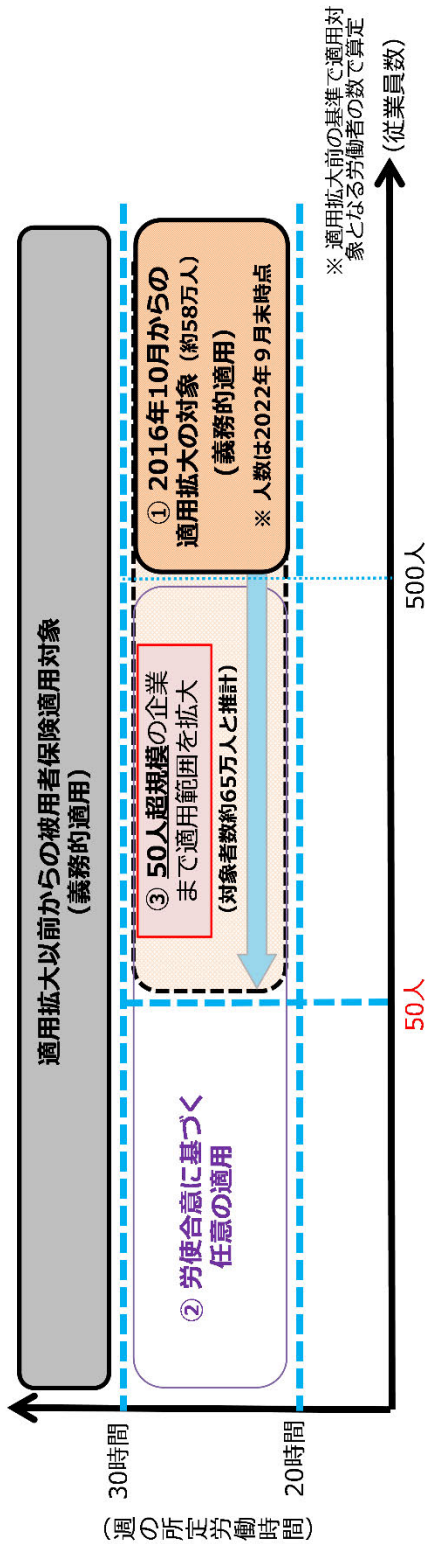 (週の所定労働時間)
30時間
20時間
適用拡大以前からの被用者保険適用対象
(義務的適用)
② 労使合意に基づく
任意の適用
③ 50人超規模の企業
まで適用範囲を拡大
(対象者数約65万人と推計)
① 2016年10月からの
適用拡大の対象 (約58万人)
(義務的適用)
※ 人数は2022年9月末時点
50人
500人
(従業員数)
※ 適用拡大前の基準で適用対
象となる労働者の数で算定